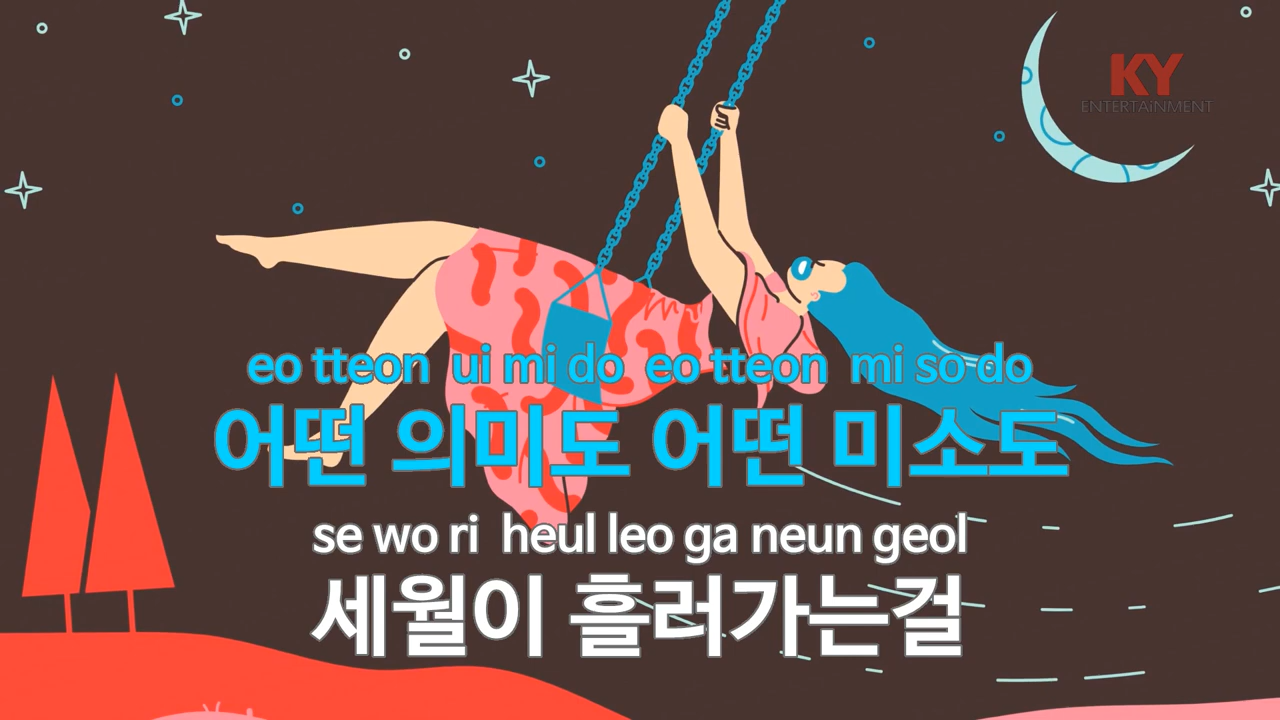 KY
ENTERTAiNMENT
eo tteon ui mi do eo tteon mi so do
어떤 의미도 어떤 미소도
se wo ri heul leo ga neun geol
세월이 흘러가는걸